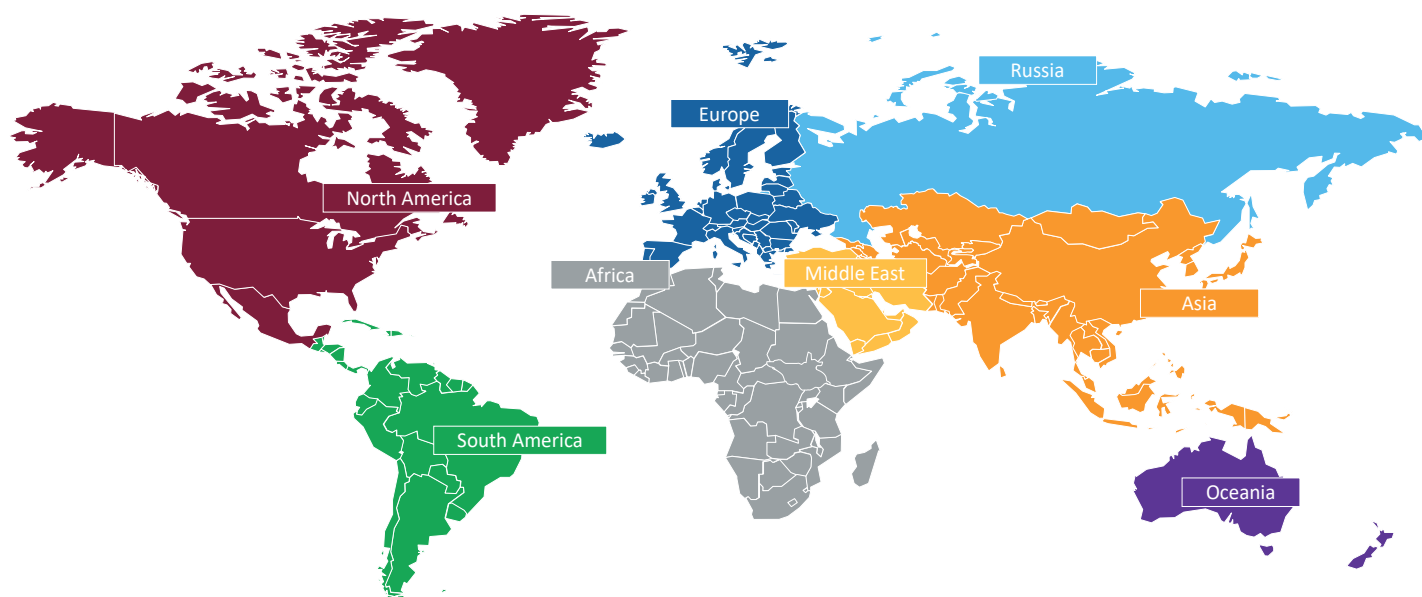 Russia
Europe
North America
Africa
Middle East
Asia
South America
Oceania